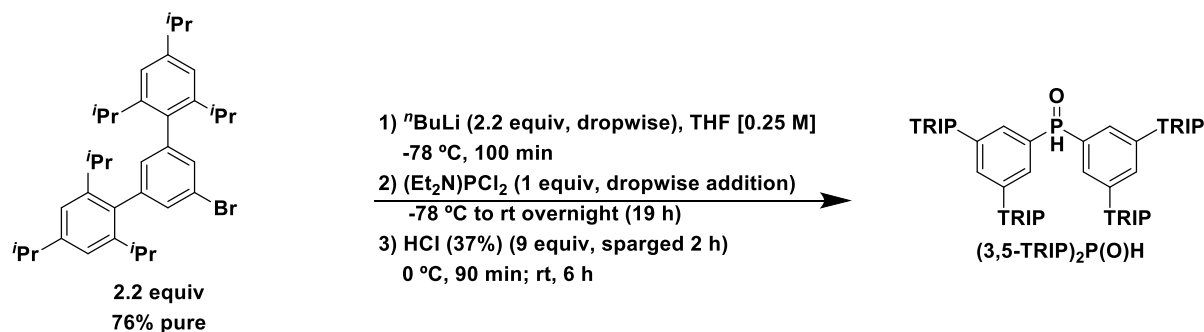 ⁱPr
ⁱPr
ⁱPr
ⁱPr
Br
ⁱPr
ⁱPr
2.2 equiv
76% pure
1) ⁿBuLi (2.2 equiv, dropwise), THF [0.25 M]
-78 ºC, 100 min
2) (Et₂N)PCl₂ (1 equiv, dropwise addition)
-78 ºC to rt overnight (19 h)
3) HCl (37%) (9 equiv, sparged 2 h)
0 ºC, 90 min; rt, 6 h
O
TRIP P TRIP
H
TRIP TRIP
(3,5-TRIP)₂P(O)H